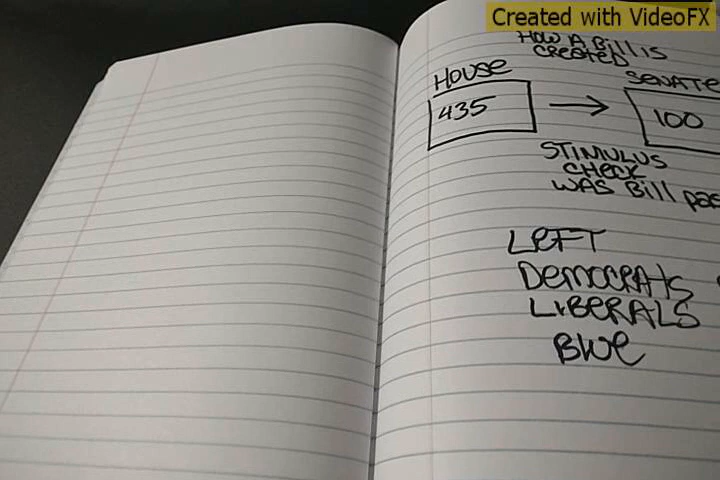 Created with VideoFX
HOW A Bill IS
CREATED
HOUSE
SENATE
435
100
STIMULUS
CHECK
WAS Bill
LEFT
DEMOCRATS
LIBERALS
Blue